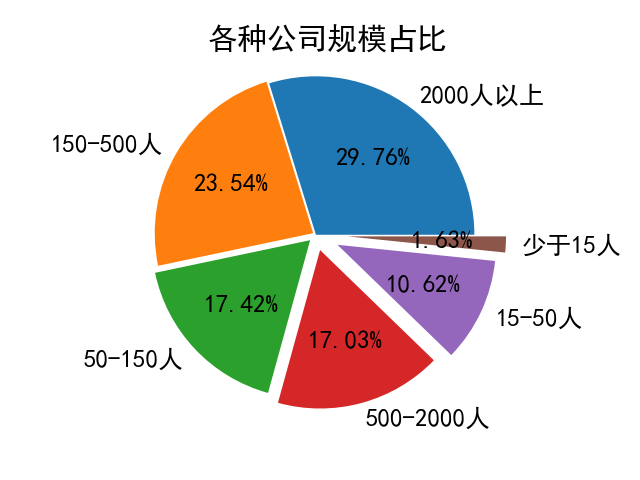 各种公司规模占比
2000人以上
29.76%
150-500人
23.54%
50-150人
17.42%
500-2000人
17.03%
15-50人
10.62%
少于15人
1.63%